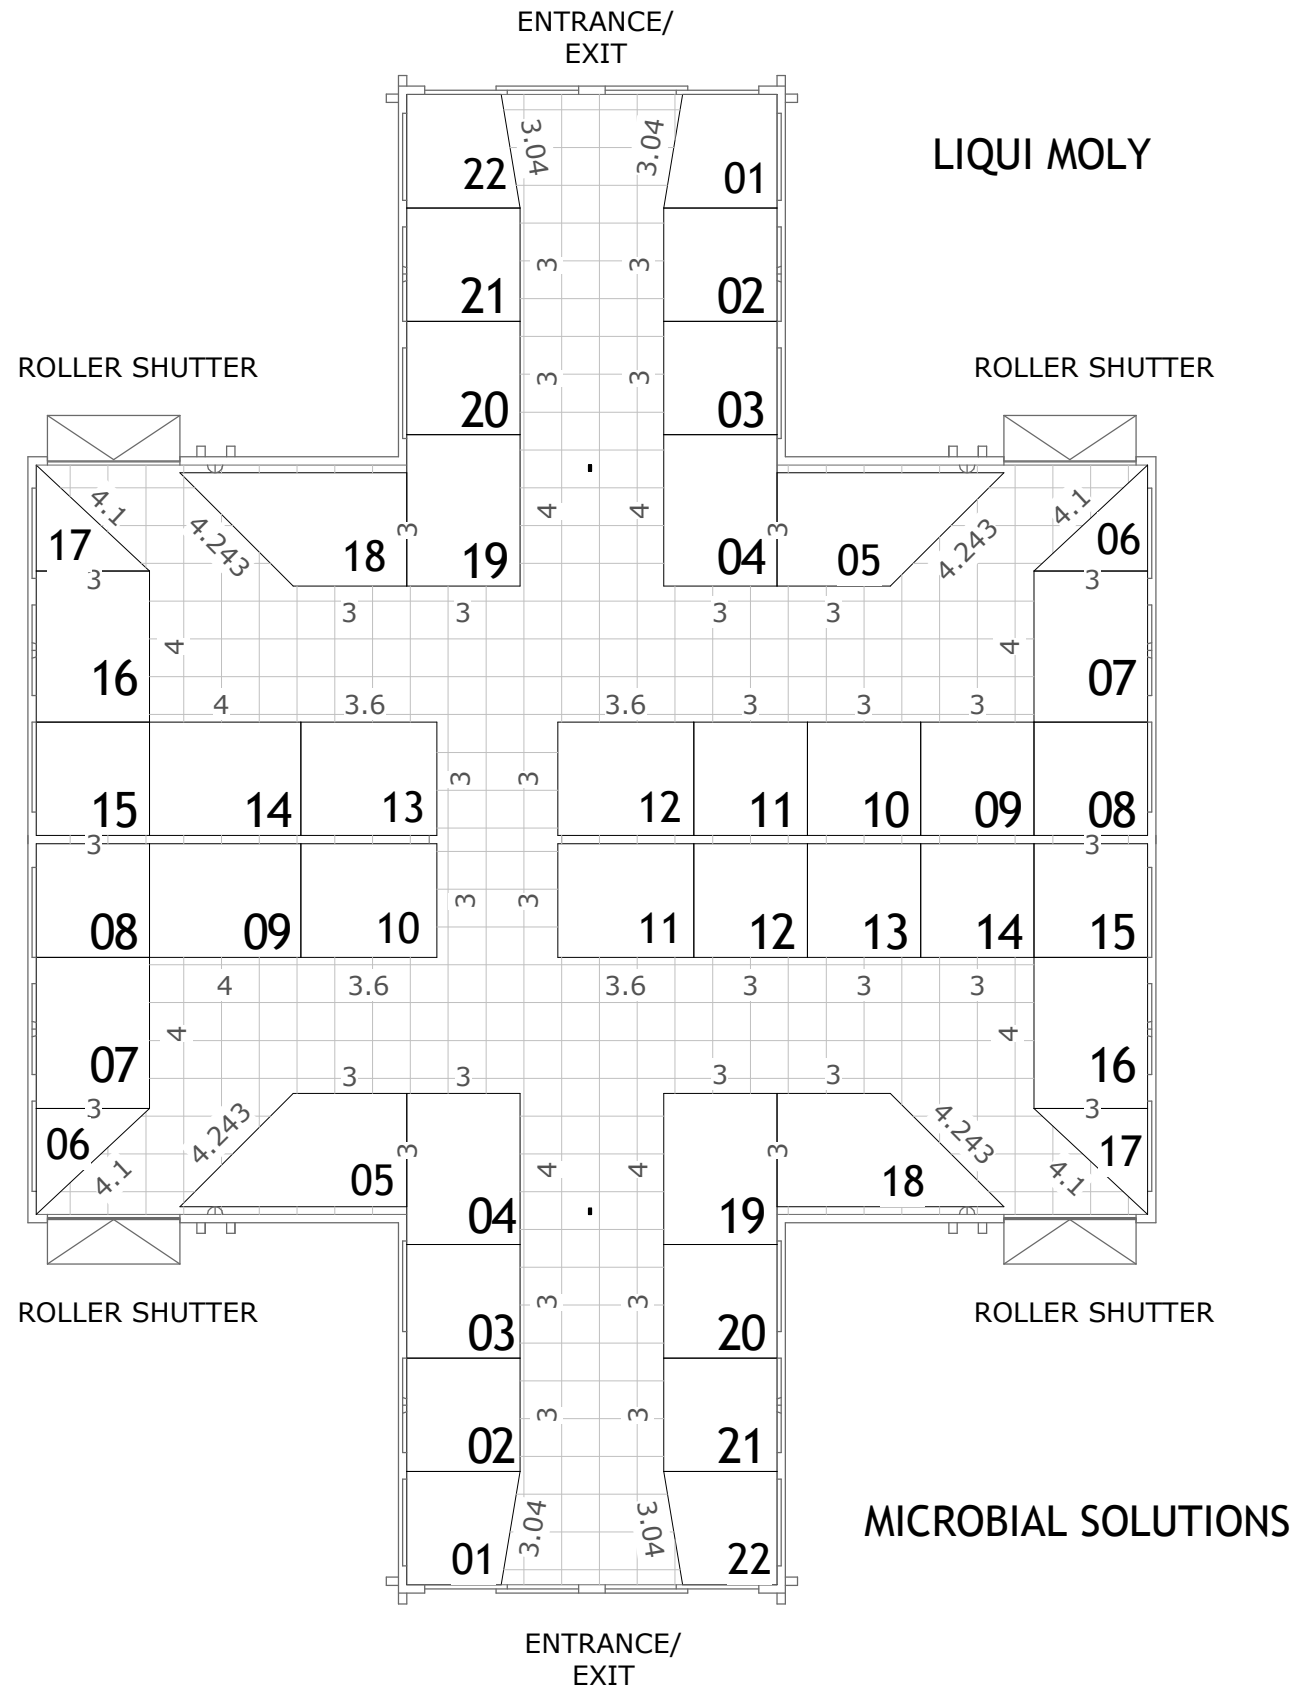 ENTRANCE/
EXIT
LIQUI MOLY
3.04 3.04
22 01
3 3
21 02
ROLLER SHUTTER ROLLER SHUTTER
3 3
20 03
4.1 4.243 4 4 4.243 4.1
17 18 3 19 04 3 05 06
3 3
3 3 3 3
4 4
16 07
4 3.6 3.6 3 3 3
3 3
15 14 13 12 11 10 09 08
3 3
3 3
08 09 10 11 12 13 14 15
4 3.6 3.6 3 3 3
4 4
07 16
3 3 3 3
3 3
06 4.243 4.243 17
4.1 05 3 4 4 3 18 4.1
04 19
ROLLER SHUTTER ROLLER SHUTTER
3 3
03 20
3 3
02 21
3.04 3.04
MICROBIAL SOLUTIONS
01 22
ENTRANCE/
EXIT